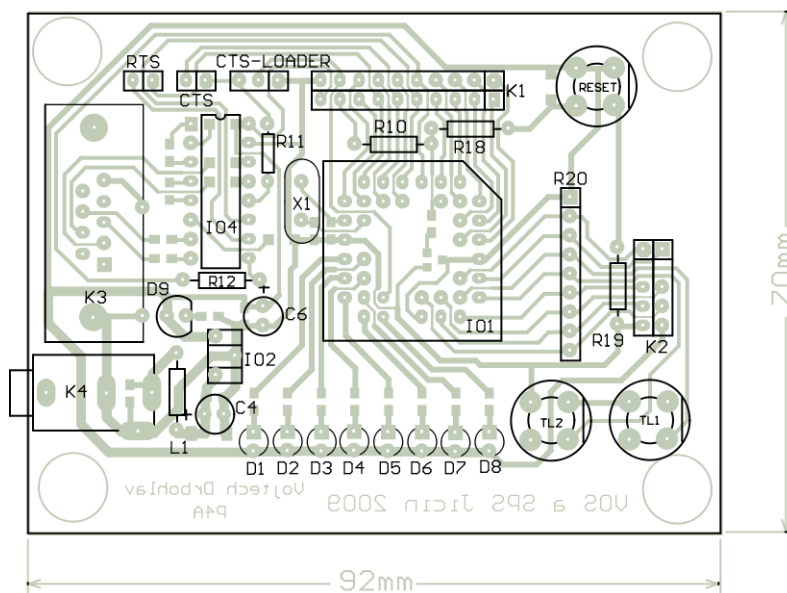 RTS
CTS-LOADER
CTS
K1
RESET
R11
R10
R18
R20
X1
IO4
R12
D9
K3
C6
IO1
R19
K2
IO2
K4
C4
L1
TL2
TL1
D1 D2 D3 D4 D5 D6 D7 D8
Vojtech Drbohlav
P4A
VOS a SPS Jicin 2009
92mm
70mm